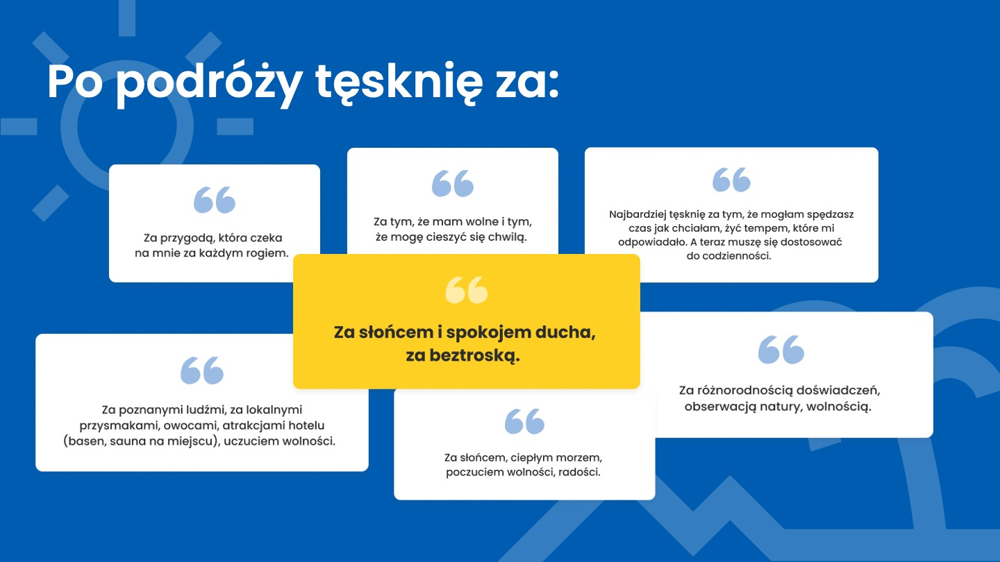 Po podróży tęsknię za:
Za przygodą, która czeka
na mnie za każdym rogiem.
Za tym, że mam wolne i tym,
że mogę cieszyć się chwilą.
Najbardziej tęsknię za tym, że mogłam spędzasz
czas jak chciałam, żyć tempem, które mi
odpowiadało. A teraz muszę się dostosować
do codzienności.
Za słońcem i spokojem ducha,
za beztroską.
Za poznanymi ludźmi, za lokalnymi
przysmakami, owocami, atrakcjami hotelu
(basen, sauna na miejscu), uczuciem wolności.
Za słońcem, ciepłym morzem,
poczuciem wolności, radości.
Za różnorodnością doświadczeń,
obserwacją natury, wolnością.